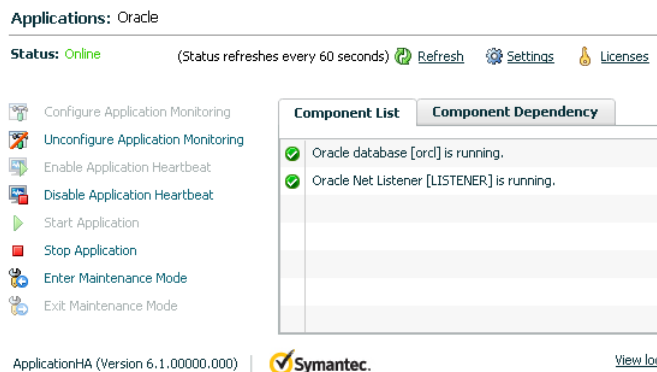 Applications: Oracle
Status: Online (Status refreshes every 60 seconds) Refresh Settings Licenses
Configure Application Monitoring
Unconfigure Application Monitoring
Enable Application Heartbeat
Disable Application Heartbeat
Start Application
Stop Application
Enter Maintenance Mode
Exit Maintenance Mode
Component List Component Dependency
Oracle database [orcl] is running.
Oracle Net Listener [LISTENER] is running.
ApplicationHA (Version 6.1.00000.000) Symantec. View